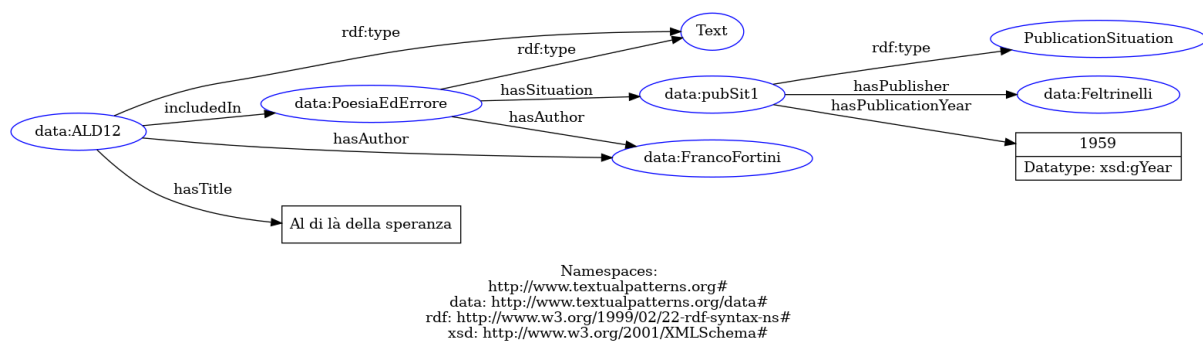 rdf:type
Text
rdf:type
PublicationSituation
rdf:type
includedIn
data:PoesiaEdErrore
hasSituation
data:pubSit1
hasPublisher
data:Feltrinelli
hasPublicationYear
data:ALD12
hasAuthor
hasAuthor
data:FrancoFortini
1959
Datatype: xsd:gYear
hasTitle
Al di là della speranza
Namespaces:
http://www.textualpatterns.org#
data: http://www.textualpatterns.org/data#
rdf: http://www.w3.org/1999/02/22-rdf-syntax-ns#
xsd: http://www.w3.org/2001/XMLSchema#